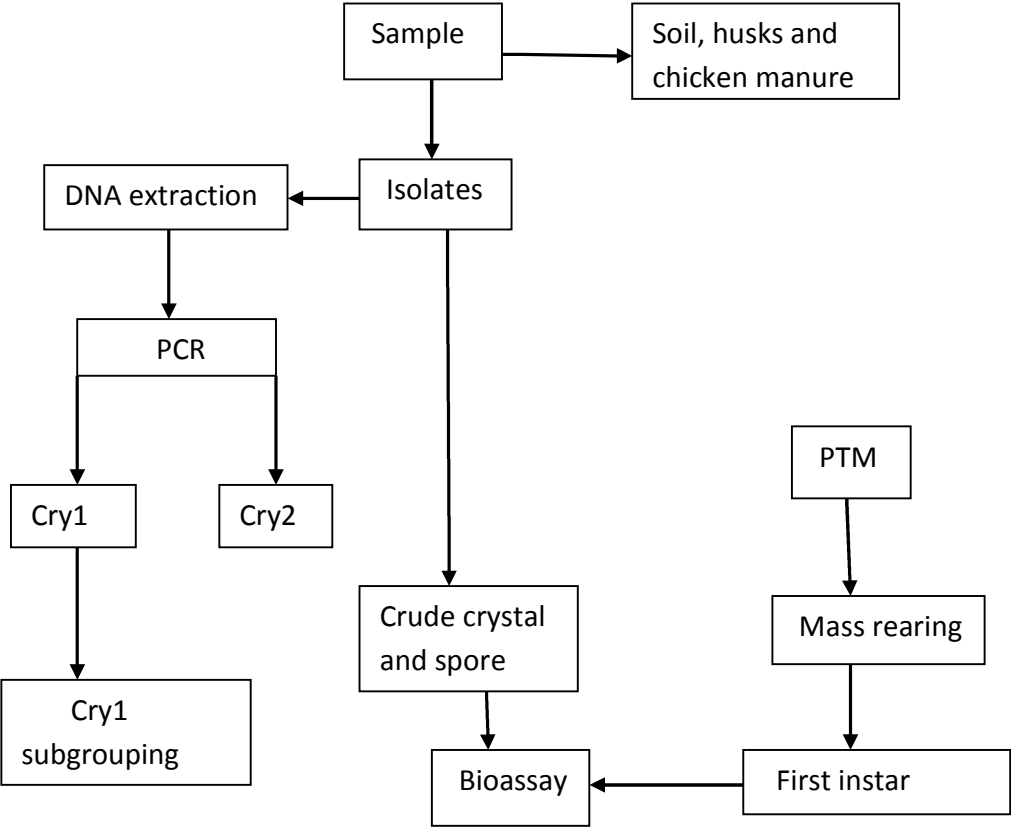 Sample
Soil, husks and
chicken manure
DNA extraction
Isolates
PCR
Cry1
Cry2
PTM
Crude crystal
and spore
Mass rearing
Cry1
subgrouping
Bioassay
First instar